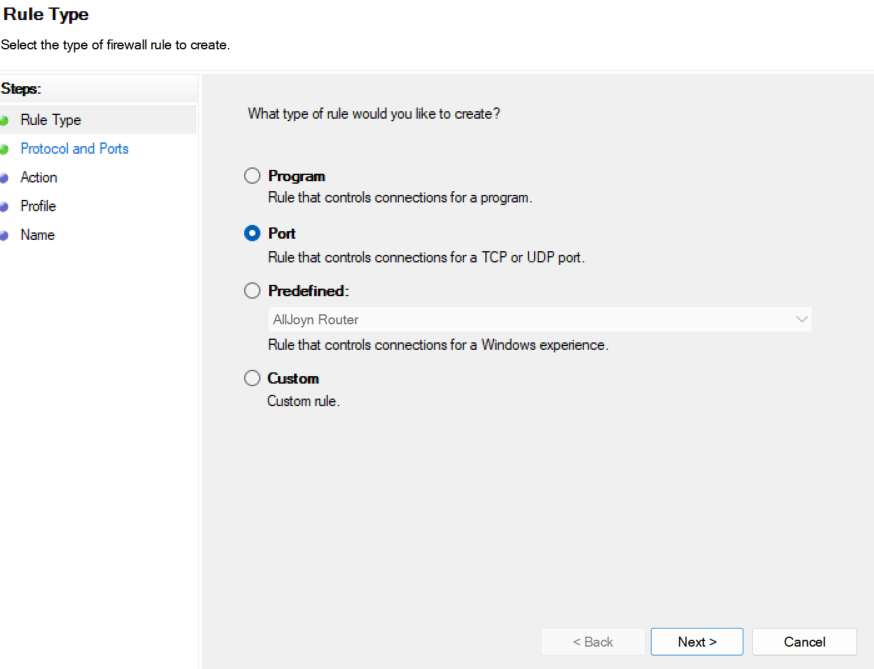 Rule Type
Select the type of firewall rule to create.
Steps:
Rule Type
Protocol and Ports
Action
Profile
Name
What type of rule would you like to create?
Program
Rule that controls connections for a program.
Port
Rule that controls connections for a TCP or UDP port.
Predefined:
AllJoyn Router
Rule that controls connections for a Windows experience.
Custom
Custom rule.
< Back
Next >
Cancel